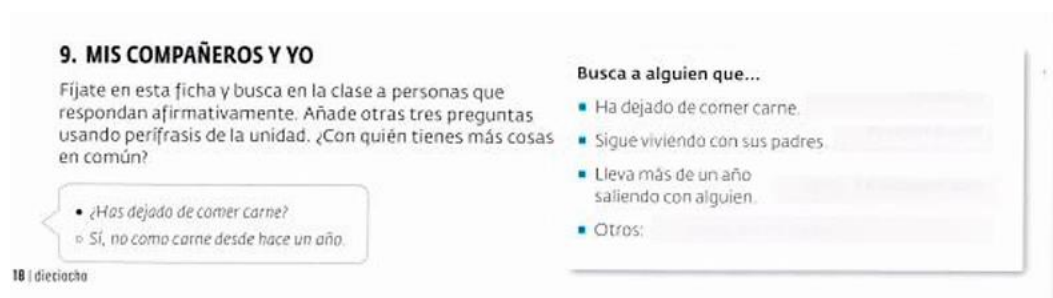 9. MIS COMPAÑEROS Y YO
Fíjate en esta ficha y busca en la clase a personas que
respondan afirmativamente. Añade otras tres preguntas
usando perífrasis de la unidad. ¿Con quién tienes más cosas
en común?
• ¿Has dejado de comer carne?
○ Sí, no como carne desde hace un año.
Busca a alguien que...
▪ Ha dejado de comer carne.
▪ Sigue viviendo con sus padres.
▪ Lleva más de un año
saliendo con alguien.
▪ Otros:
18 | dieciocho